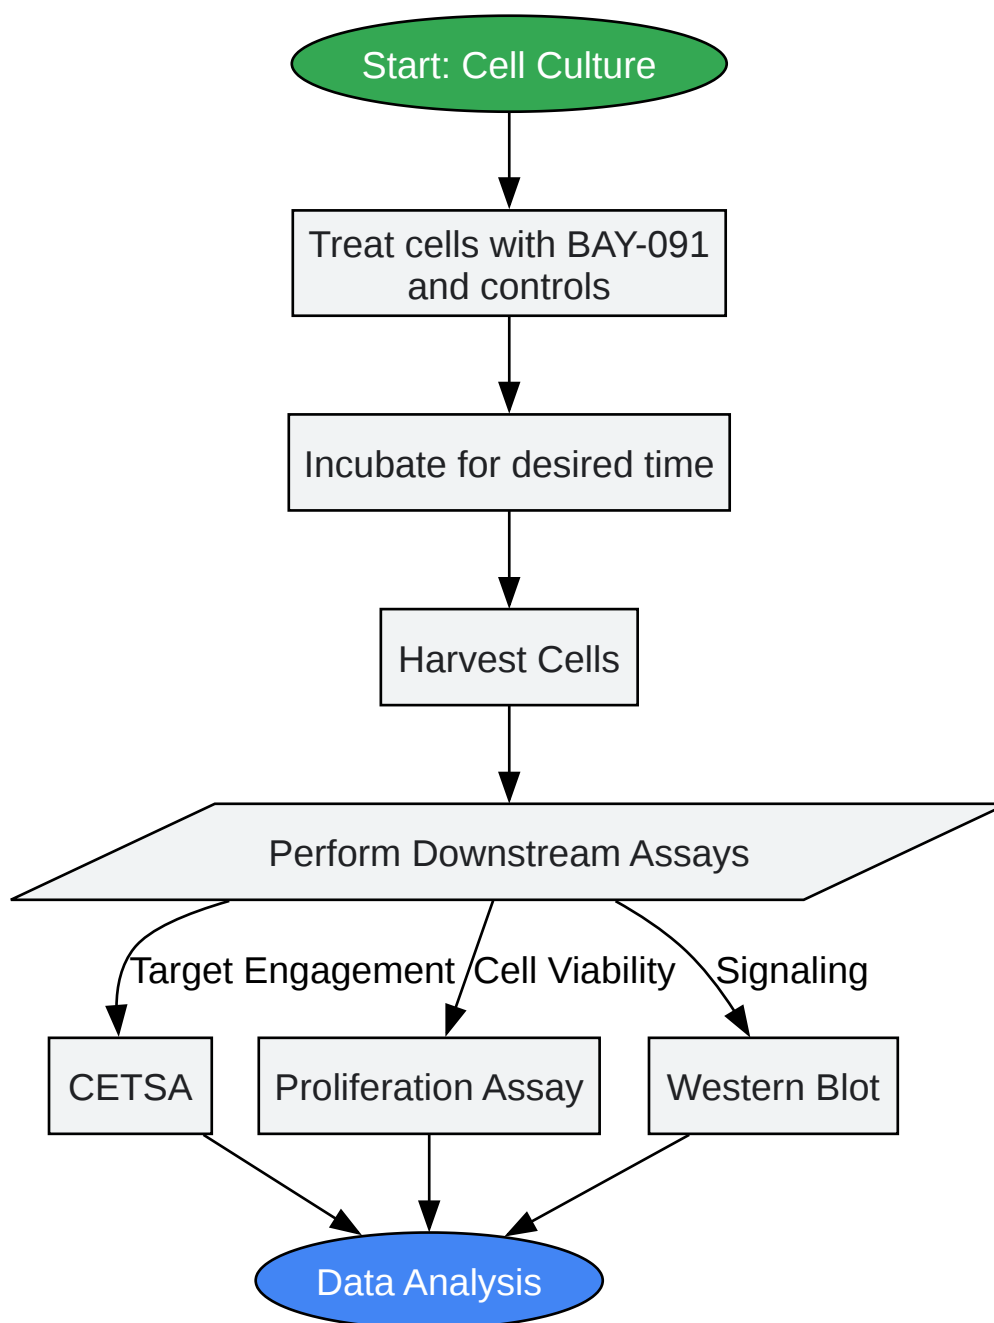 Start: Cell Culture
Treat cells with BAY-091
and controls
Incubate for desired time
Harvest Cells
Perform Downstream Assays
Target Engagement
Cell Viability
Signaling
CETSA
Proliferation Assay
Western Blot
Data Analysis